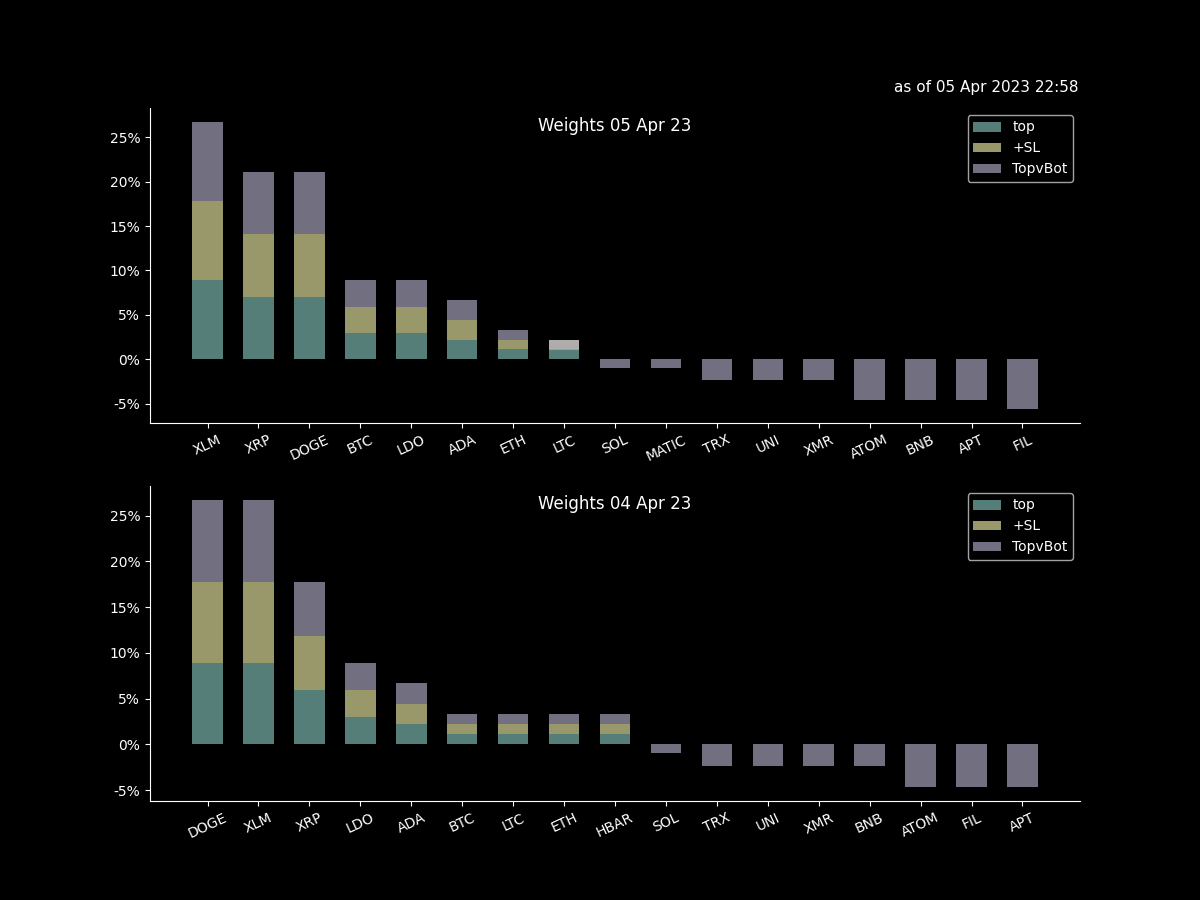 as of 05 Apr 2023 22:58
Weights 05 Apr 23
top
+SL
TopvBot
25%
20%
15%
10%
5%
0%
-5%
XLM XRP DOGE BTC LDO ADA ETH LTC SOL MATIC TRX UNI XMR ATOM BNB APT FIL
Weights 04 Apr 23
top
+SL
TopvBot
25%
20%
15%
10%
5%
0%
-5%
DOGE XLM XRP LDO ADA BTC LTC ETH HBAR SOL TRX UNI XMR BNB ATOM FIL APT